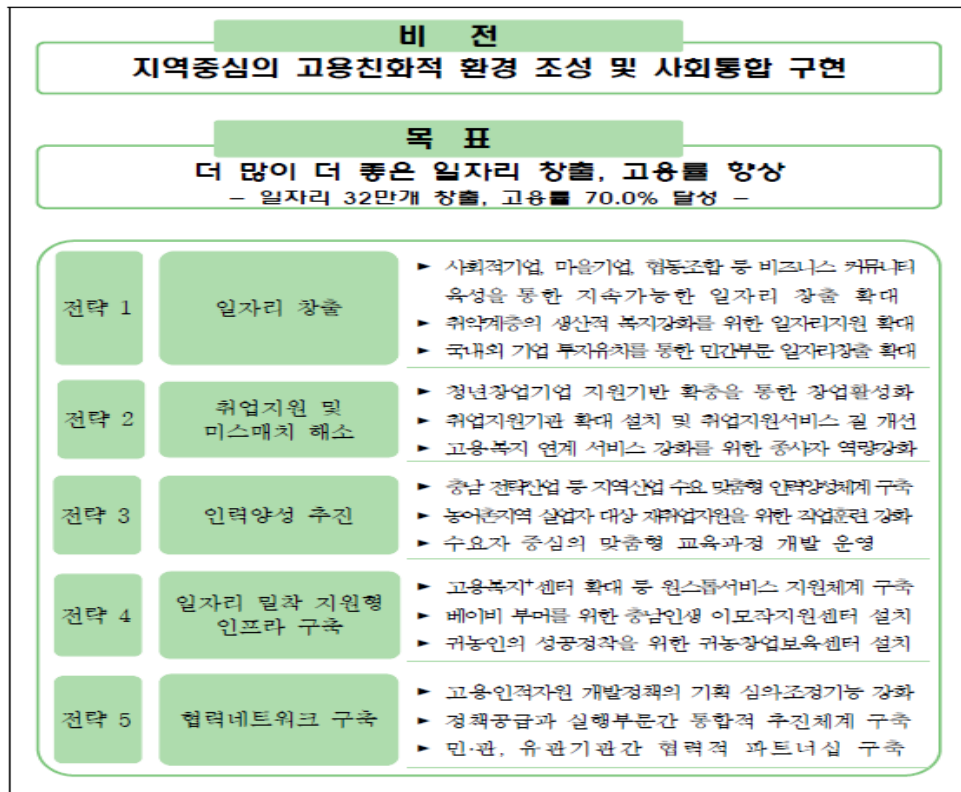 비 전
지역중심의 고용친화적 환경 조성 및 사회통합 구현
목 표
더 많이 더 좋은 일자리 창출, 고용률 향상
- 일자리 32만개 창출, 고용률 70.0% 달성 -
전략 1
일자리 창출
► 사회적기업, 마을기업, 협동조합 등 비즈니스 커뮤니티
육성을 통한 지속가능한 일자리 창출 확대
► 취약계층의 생산적 복지강화를 위한 일자리지원 확대
► 국내외 기업 투자유치를 통한 민간부문 일자리창출 확대
전략 2
취업지원 및
미스매치 해소
► 청년창업기업 지원기반 확충을 통한 창업활성화
► 취업지원기관 확대 설치 및 취업지원서비스 질 개선
► 고용·복지 연계 서비스 강화를 위한 종사자 역량강화
전략 3
인력양성 추진
► 충남 전략산업 등 지역산업 수요 맞춤형 인력양성체계 구축
► 농어촌지역 실업자 대상 재취업지원을 위한 직업훈련 강화
► 수요자 중심의 맞춤형 교육과정 개발 운영
전략 4
일자리 밀착 지원형
인프라 구축
► 고용복지⁺센터 확대 등 원스톱서비스 지원체계 구축
► 베이비 부머를 위한 충남인생 이모작지원센터 설치
► 귀농인의 성공정착을 위한 귀농창업보육센터 설치
전략 5
협력네트워크 구축
► 고용·인적자원 개발정책의 기획 심의·조정기능 강화
► 정책공급과 실행부문간 통합적 추진체계 구축
► 민·관, 유관기관간 협력적 파트너십 구축